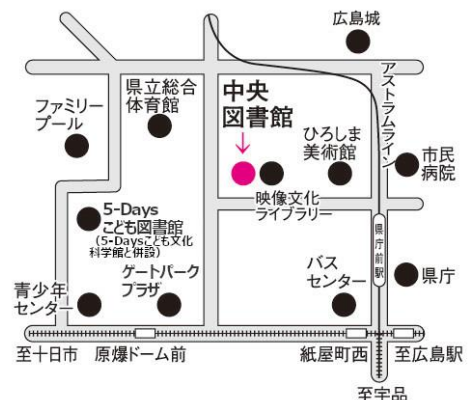 広島城
アストラムライン
ファミリー
プール
県立総合
体育館
中央
図書館
ひろしま
美術館
市民
病院
映像文化
ライブラリー
5-Days
こども図書館
(5-Daysこども文化
科学館と併設)
県庁前駅
青少年
センター
ゲートパーク
プラザ
バス
センター
県庁
至十日市
原爆ドーム前
紙屋町西
至広島駅
至宇品